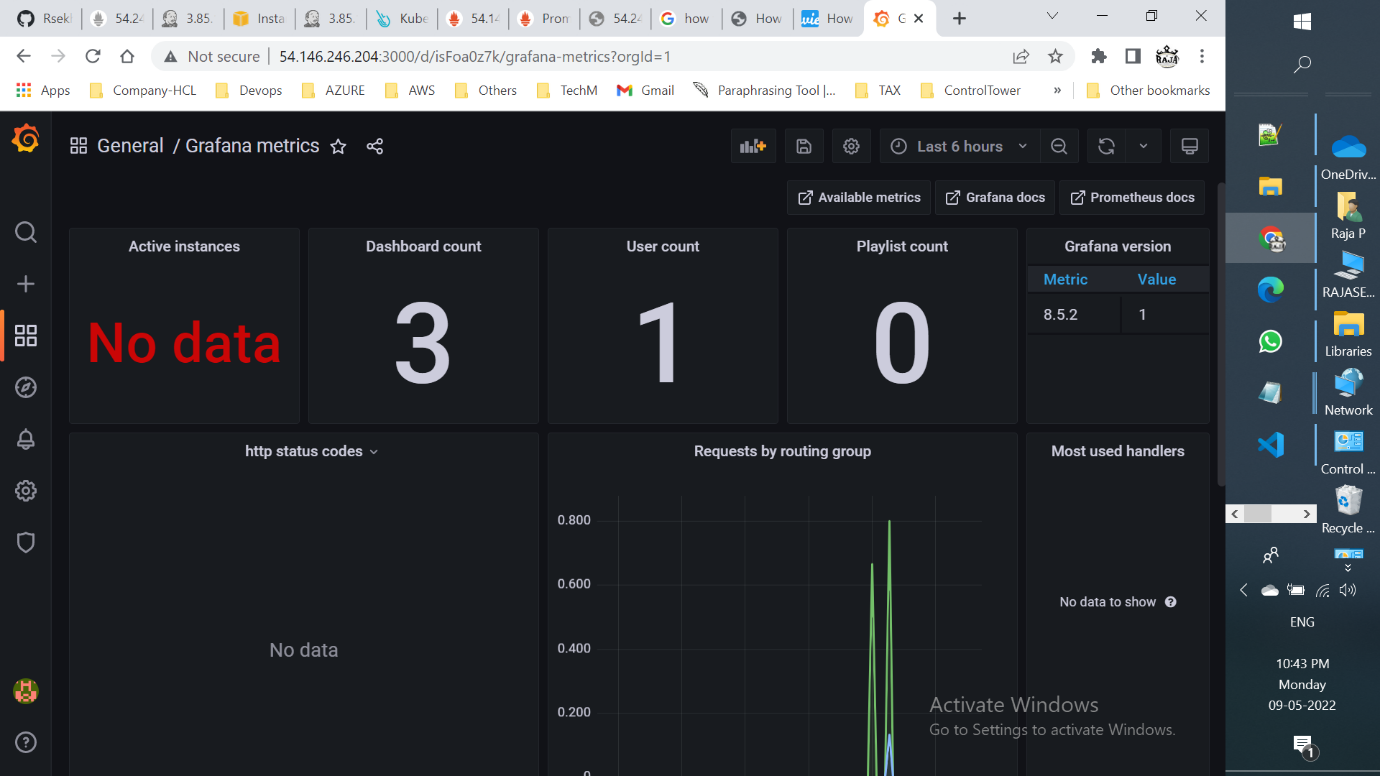 Rsekl
54.24
3.85.
Insta
3.85.
Kube
54.14
Prom
54.24
how
How
How
G
Not secure
54.146.246.204:3000/d/isFoa0z7k/grafana-metrics?orgId=1
RAJA
Apps
Company-HCL
Devops
AZURE
AWS
Others
TechM
Gmail
Paraphrasing Tool |...
TAX
ControlTower
»
Other bookmarks
General / Grafana metrics
Last 6 hours
Available metrics
Grafana docs
Prometheus docs
Active instances
No data
Dashboard count
3
User count
1
Playlist count
0
Grafana version
Metric Value
8.5.2 1
http status codes
No data
Requests by routing group
0.800
0.600
0.400
0.200
0
Most used handlers
No data to show
Activate Windows
Go to Settings to activate Windows.
OneDriv...
Raja P
RAJASE...
Libraries
Network
Control ...
Recycle ...
ENG
10:43 PM
Monday
09-05-2022
1